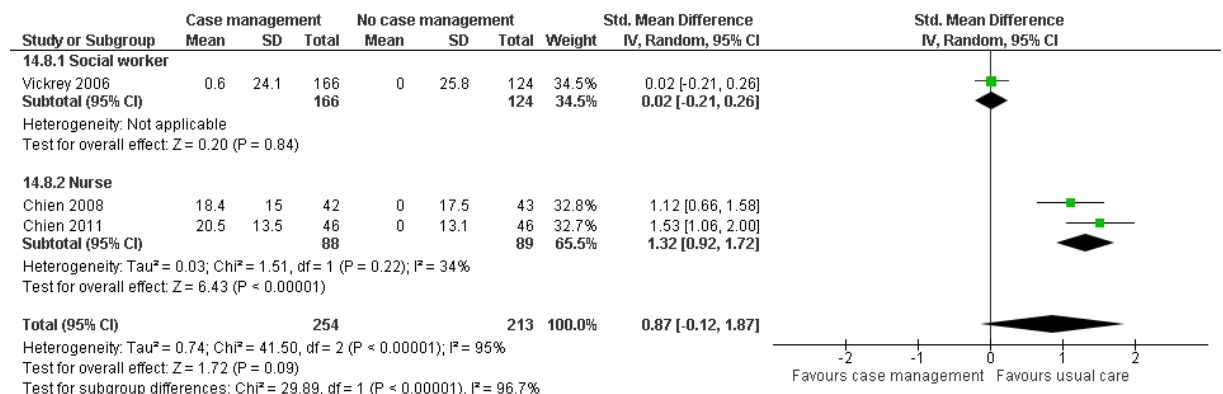 Case management No case management Std. Mean Difference Std. Mean Difference
Study or Subgroup Mean SD Total Mean SD Total Weight IV, Random, 95% CI IV, Random, 95% CI
14.8.1 Social worker
Vickrey 2006 0.6 24.1 166 0 25.8 124 34.5% 0.02 [-0.21, 0.26]
Subtotal (95% CI) 166 124 34.5% 0.02 [-0.21, 0.26]
Heterogeneity: Not applicable
Test for overall effect: Z = 0.20 (P = 0.84)
14.8.2 Nurse
Chien 2008 18.4 15 42 0 17.5 43 32.8% 1.12 [0.66, 1.58]
Chien 2011 20.5 13.5 46 0 13.1 46 32.7% 1.53 [1.06, 2.00]
Subtotal (95% CI) 88 89 65.5% 1.32 [0.92, 1.72]
Heterogeneity: Tau² = 0.03; Chi² = 1.51, df = 1 (P = 0.22); I² = 34%
Test for overall effect: Z = 6.43 (P < 0.00001)
Total (95% CI) 254 213 100.0% 0.87 [-0.12, 1.87]
Heterogeneity: Tau² = 0.74; Chi² = 41.50, df = 2 (P < 0.00001); I² = 95%
Test for overall effect: Z = 1.72 (P = 0.09)
Test for subgroup differences: Chi² = 29.89, df = 1 (P < 0.00001), I² = 96.7%
-2 -1 0 1 2
Favours case management Favours usual care